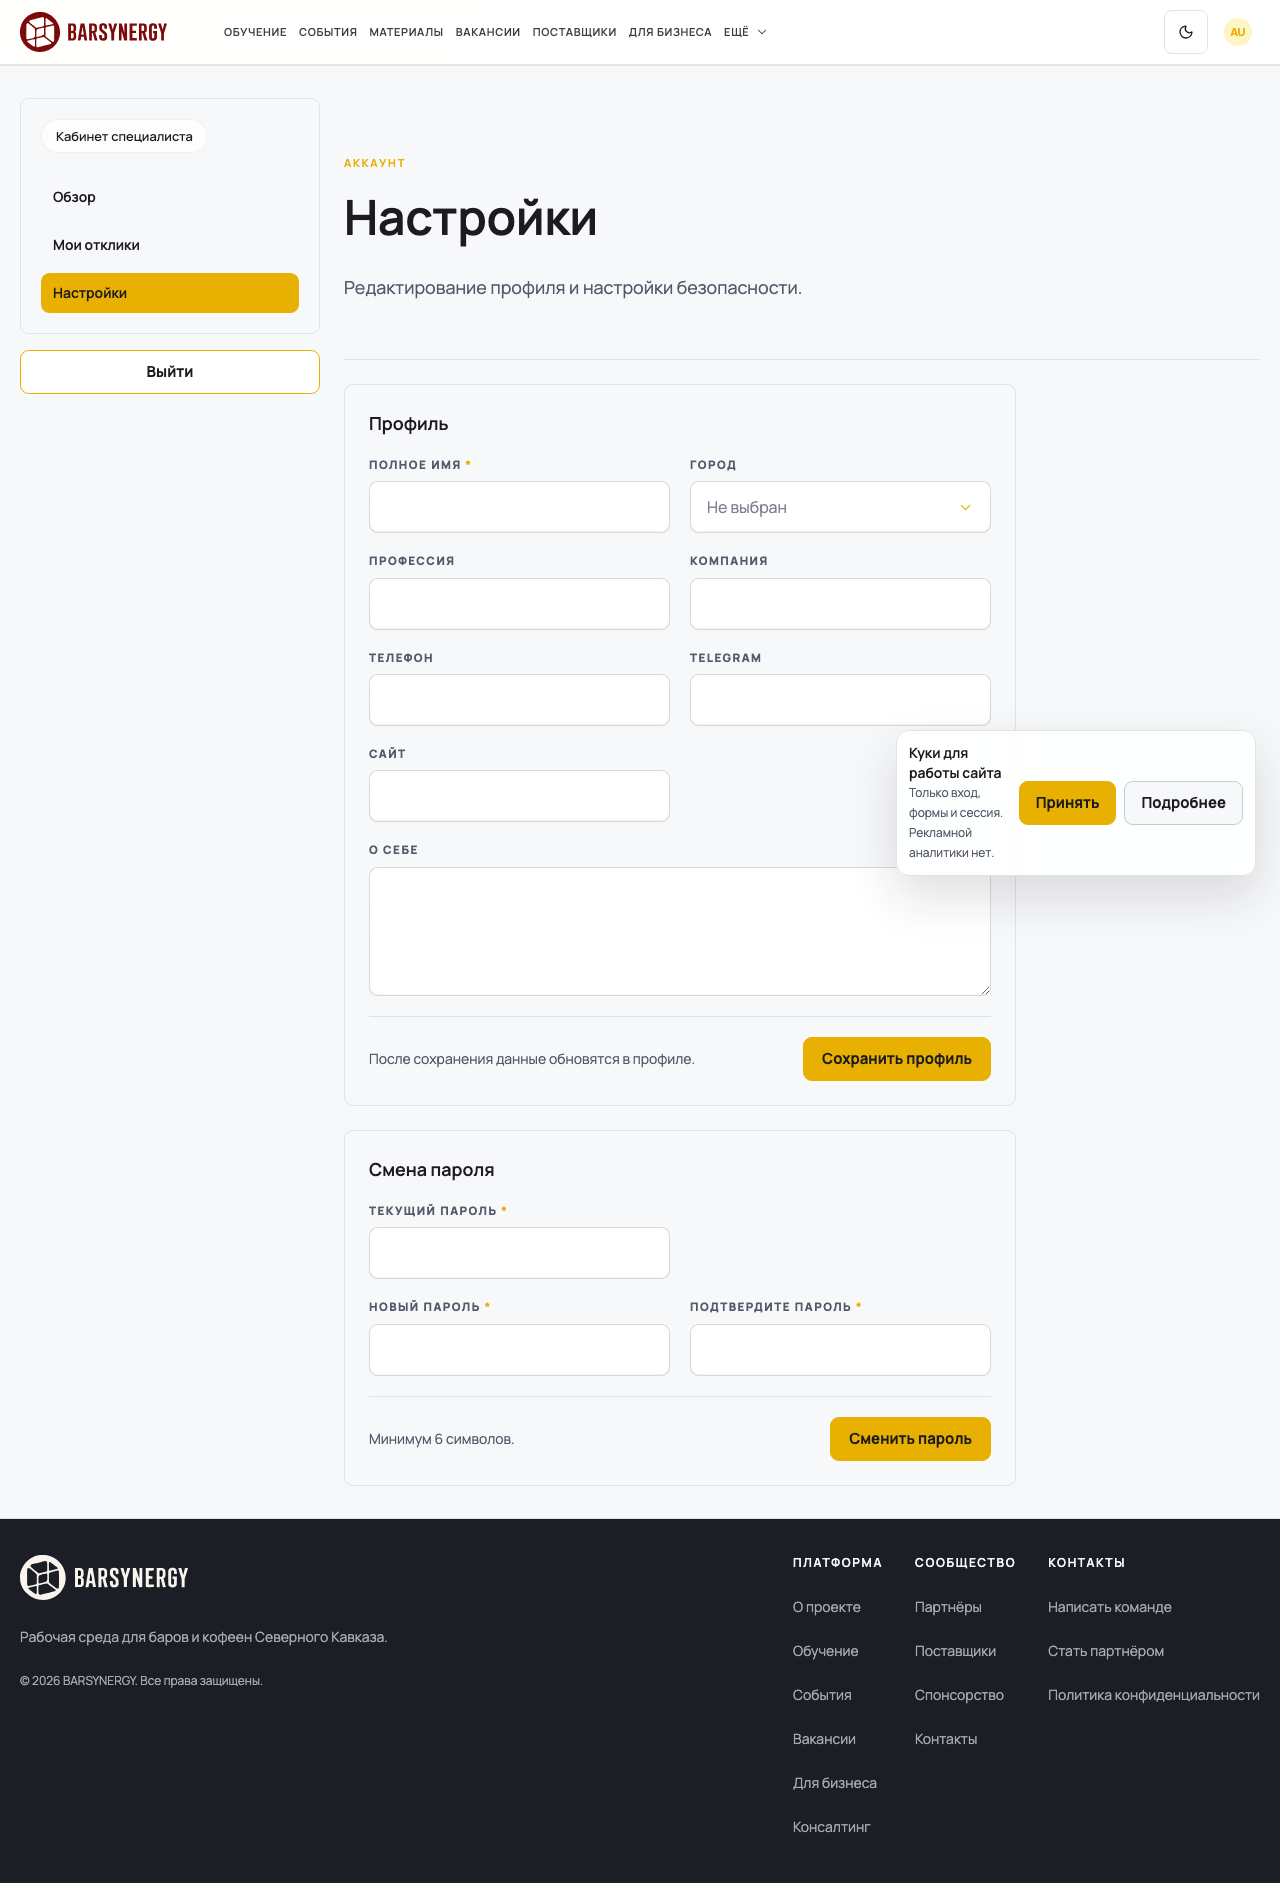 BARSYNERGY
ОБУЧЕНИЕ СОБЫТИЯ МАТЕРИАЛЫ ВАКАНСИИ ПОСТАВЩИКИ ДЛЯ БИЗНЕСА ЕЩЁ
AU
Кабинет специалиста
Обзор
Мои отклики
Настройки
Выйти
АККАУНТ
Настройки
Редактирование профиля и настройки безопасности.
Профиль
ПОЛНОЕ ИМЯ *
ГОРОД
Не выбран
ПРОФЕССИЯ
КОМПАНИЯ
ТЕЛЕФОН
TELEGRAM
САЙТ
О СЕБЕ
После сохранения данные обновятся в профиле.
Сохранить профиль
Куки для
работы сайта
Только вход,
формы и сессия.
Рекламной
аналитики нет.
Принять
Подробнее
Смена пароля
ТЕКУЩИЙ ПАРОЛЬ *
НОВЫЙ ПАРОЛЬ *
ПОДТВЕРДИТЕ ПАРОЛЬ *
Минимум 6 символов.
Сменить пароль
BARSYNERGY
Рабочая среда для баров и кофеен Северного Кавказа.
© 2026 BARSYNERGY. Все права защищены.
ПЛАТФОРМА
О проекте
Обучение
События
Вакансии
Для бизнеса
Консалтинг
СООБЩЕСТВО
Партнёры
Поставщики
Спонсорство
Контакты
КОНТАКТЫ
Написать команде
Стать партнёром
Политика конфиденциальности